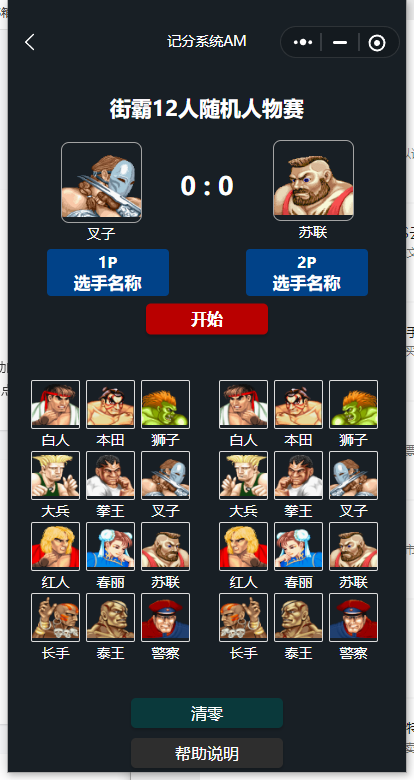 记分系统AM
街霸12人随机人物赛
0 : 0
叉子 苏联
1P 2P
选手名称 选手名称
开始
白人 本田 狮子 白人 本田 狮子
大兵 拳王 叉子 大兵 拳王 叉子
红人 春丽 苏联 红人 春丽 苏联
长手 泰王 警察 长手 泰王 警察
清零
帮助说明